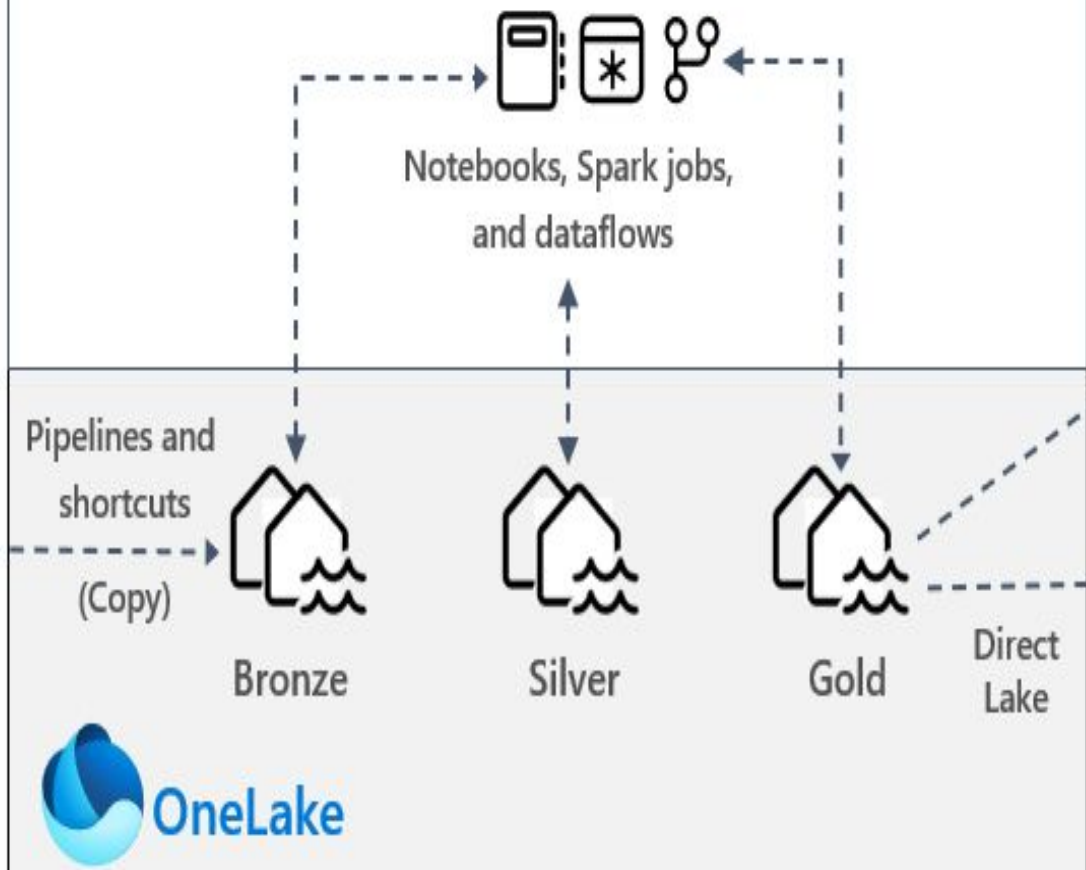 Notebooks, Spark jobs,
and dataflows
Pipelines and
shortcuts
(Copy)
Bronze
Silver
Gold
Direct
Lake
OneLake